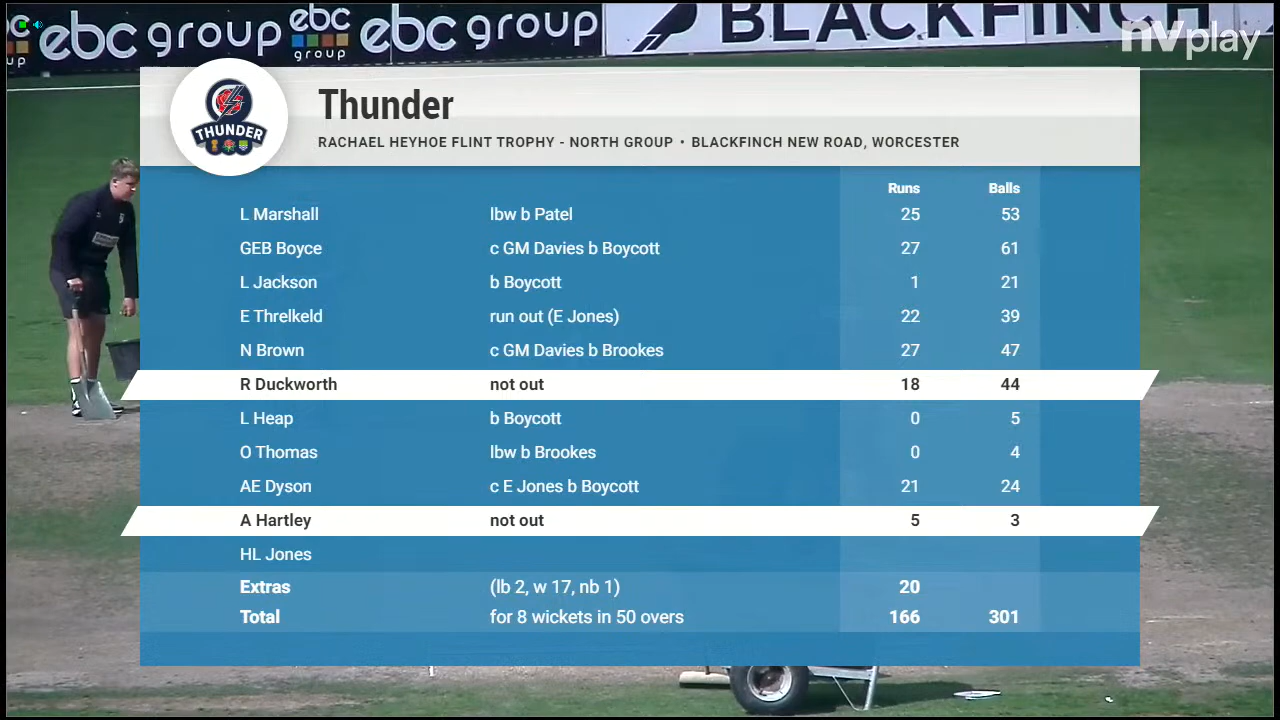 ebc group
ebc
group
ebc group
BLACKFINCH
nvplay
THUNDER
Thunder
RACHAEL HEYHOE FLINT TROPHY - NORTH GROUP • BLACKFINCH NEW ROAD, WORCESTER
Runs Balls
L Marshall lbw b Patel 25 53
GEB Boyce c GM Davies b Boycott 27 61
L Jackson b Boycott 1 21
E Threlkeld run out (E Jones) 22 39
N Brown c GM Davies b Brookes 27 47
R Duckworth not out 18 44
L Heap b Boycott 0 5
O Thomas lbw b Brookes 0 4
AE Dyson c E Jones b Boycott 21 24
A Hartley not out 5 3
HL Jones
Extras (lb 2, w 17, nb 1) 20
Total for 8 wickets in 50 overs 166 301